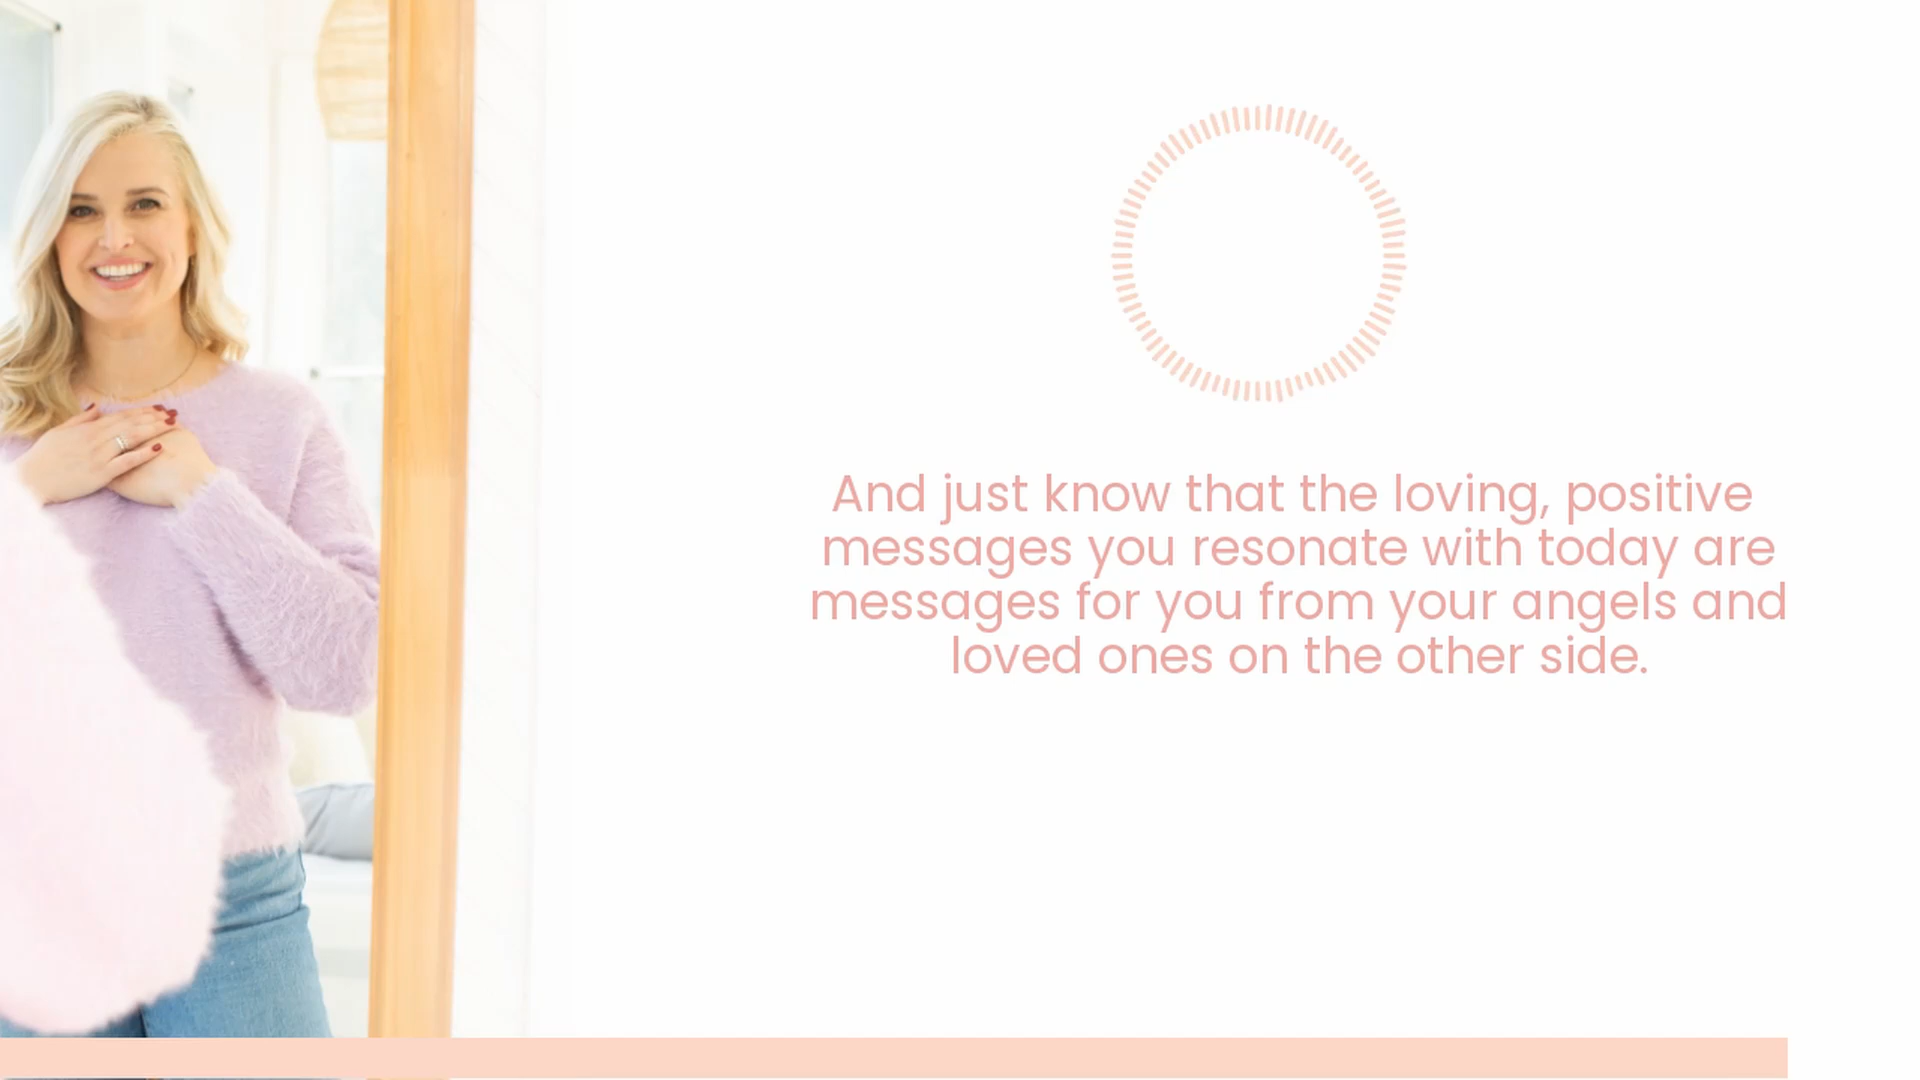 And just know that the loving, positive
messages you resonate with today are
messages for you from your angels and
loved ones on the other side.